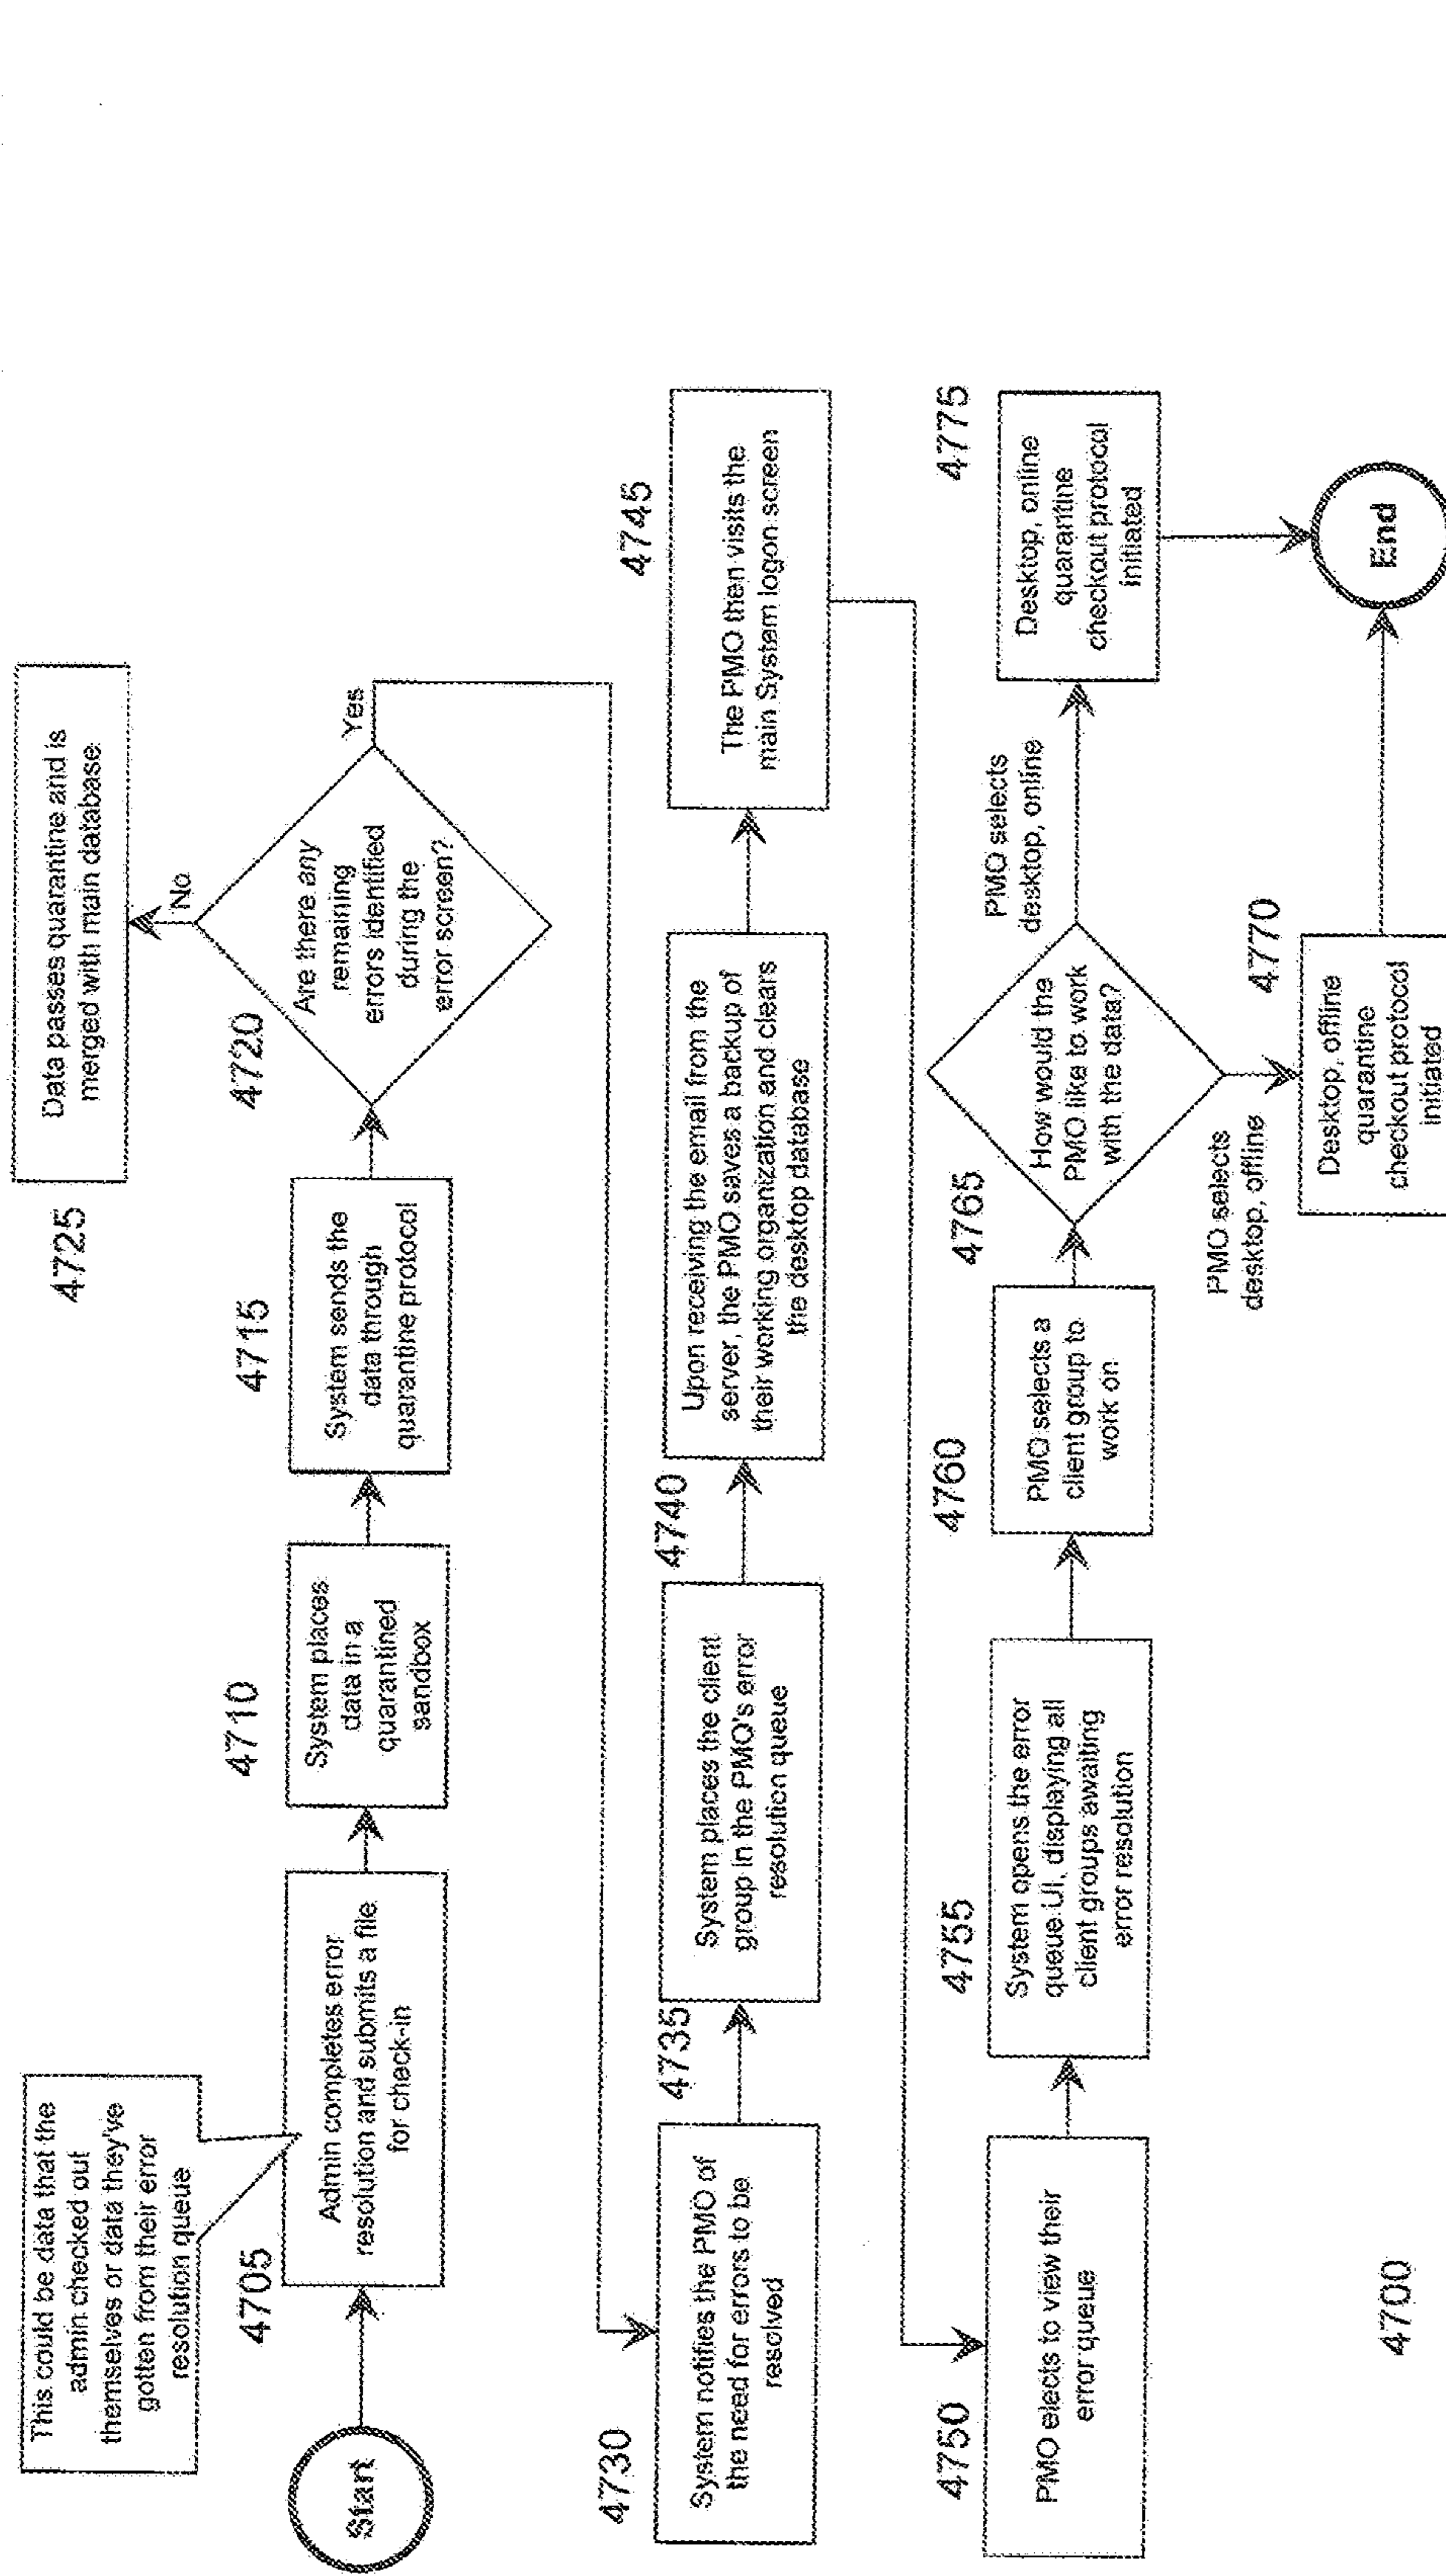 This could be data that the
admin checked out
themselves or data they've
gotten from their error
resolution queue
4725
Data passes quarantine and is
merged with main database
No
Start
4705
Admin completes error
resolution and submits a file
for check-in
4710
System places
data in a
quarantined
sandbox
4715
System sends the
data through
quarantine protocol
4720
Are there any
remaining
errors identified
during the
error screen?
Yes
4730
System notifies the PMO of
the need for errors to be
resolved
4735
System places the client
group in the PMO's error
resolution queue
4740
Upon receiving the email from the
server, the PMO saves a backup of
their working organization and clears
the desktop database
4745
The PMO then visits the
main System logon screen
4750
PMO elects to view their
error queue
4755
System opens the error
queue UI, displaying all
client groups awaiting
error resolution
4760
PMO selects a
client group to
work on
4765
How would the
PMO like to work
with the data?
PMO selects
desktop, online
4775
Desktop, online
quarantine
checkout protocol
initiated
PMO selects
desktop, offline
4770
Desktop, offline
quarantine
checkout protocol
initiated
End
4700